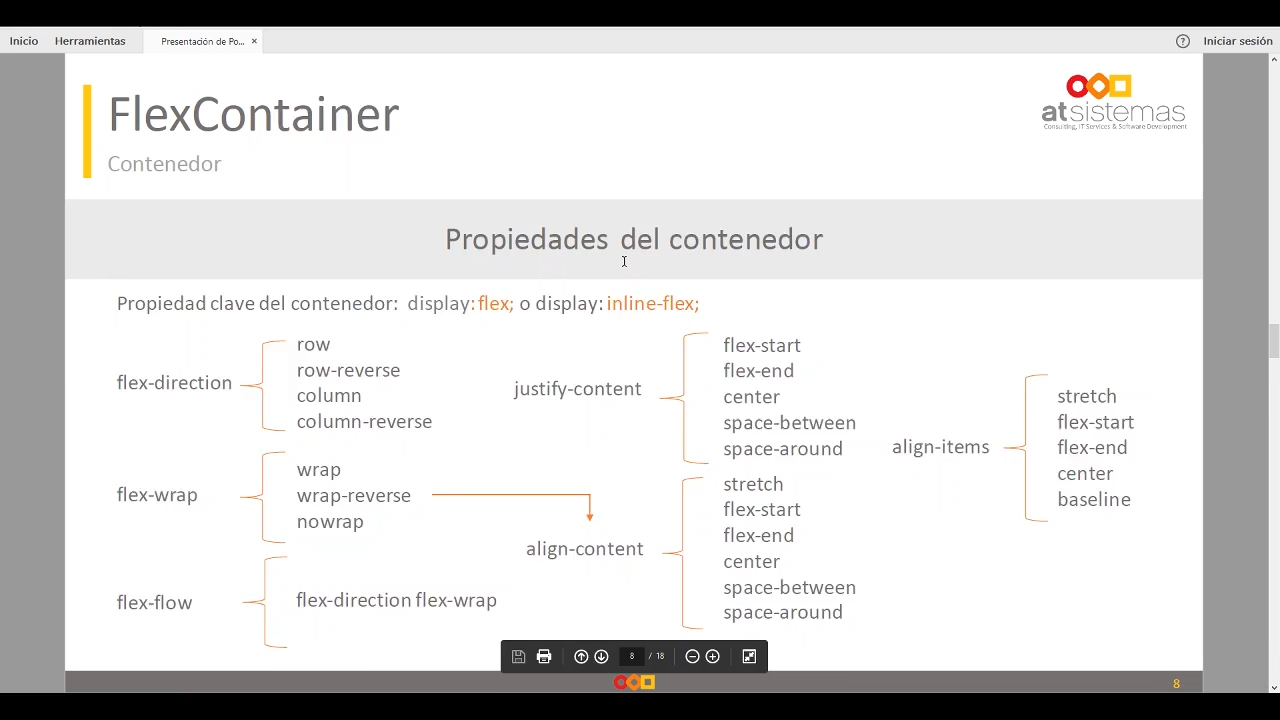 Inicio
Herramientas
Presentación de Po...
×
?
Iniciar sesión
FlexContainer
Contenedor
atsistemas
Consulting, IT Services & Software Development
Propiedades del contenedor
Propiedad clave del contenedor: display: flex; o display: inline-flex;
flex-direction
row
row-reverse
column
column-reverse
flex-wrap
wrap
wrap-reverse
nowrap
flex-flow
flex-direction flex-wrap
justify-content
flex-start
flex-end
center
space-between
space-around
align-content
stretch
flex-start
flex-end
center
space-between
space-around
align-items
stretch
flex-start
flex-end
center
baseline
8 / 18
8